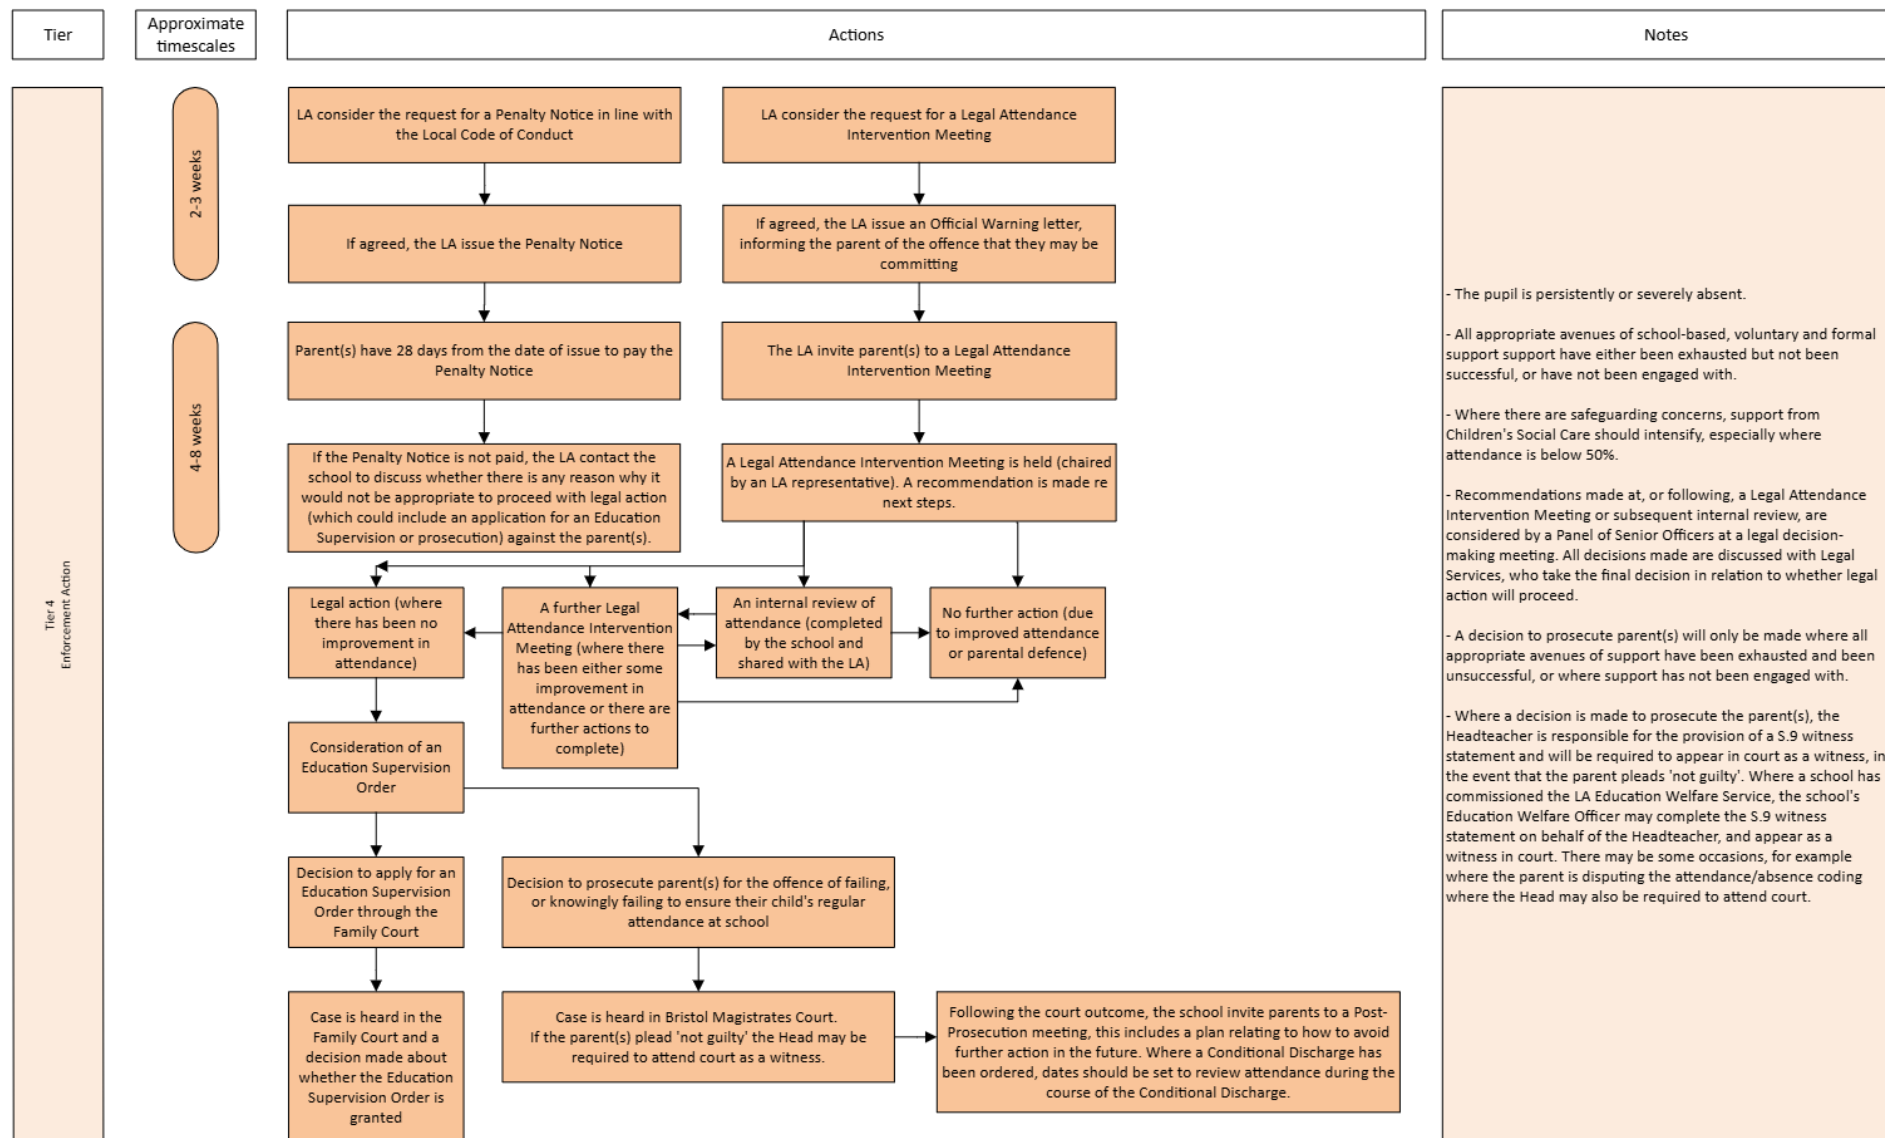 Tier
Approximate
timescales
Actions
Notes
Tier 4
Enforcement Action
2-3 weeks
4-8 weeks
LA consider the request for a Penalty Notice in line with
the Local Code of Conduct
LA consider the request for a Legal Attendance
Intervention Meeting
If agreed, the LA issue the Penalty Notice
If agreed, the LA issue an Official Warning letter,
informing the parent of the offence that they may be
committing
Parent(s) have 28 days from the date of issue to pay the
Penalty Notice
The LA invite parent(s) to a Legal Attendance
Intervention Meeting
If the Penalty Notice is not paid, the LA contact the
school to discuss whether there is any reason why it
would not be appropriate to proceed with legal action
(which could include an application for an Education
Supervision or prosecution) against the parent(s).
A Legal Attendance Intervention Meeting is held (chaired
by an LA representative). A recommendation is made re
next steps.
Legal action (where
there has been no
improvement in
attendance)
A further Legal
Attendance Intervention
Meeting (where there
has been either some
improvement in
attendance or there are
further actions to
complete)
An internal review of
attendance (completed
by the school and
shared with the LA)
No further action (due
to improved attendance
or parental defence)
Consideration of an
Education Supervision
Order
Decision to apply for an
Education Supervision
Order through the
Family Court
Decision to prosecute parent(s) for the offence of failing,
or knowingly failing to ensure their child's regular
attendance at school
Case is heard in the
Family Court and a
decision made about
whether the Education
Supervision Order is
granted
Case is heard in Bristol Magistrates Court.
If the parent(s) plead 'not guilty' the Head may be
required to attend court as a witness.
Following the court outcome, the school invite parents to a Post-
Prosecution meeting, this includes a plan relating to how to avoid
further action in the future. Where a Conditional Discharge has
been ordered, dates should be set to review attendance during the
course of the Conditional Discharge.
- The pupil is persistently or severely absent.
- All appropriate avenues of school-based, voluntary and formal
support support have either been exhausted but not been
successful, or have not been engaged with.
- Where there are safeguarding concerns, support from
Children's Social Care should intensify, especially where
attendance is below 50%.
- Recommendations made at, or following, a Legal Attendance
Intervention Meeting or subsequent internal review, are
considered by a Panel of Senior Officers at a legal decision-
making meeting. All decisions made are discussed with Legal
Services, who take the final decision in relation to whether legal
action will proceed.
- A decision to prosecute parent(s) will only be made where all
appropriate avenues of support have been exhausted and been
unsuccessful, or where support has not been engaged with.
- Where a decision is made to prosecute the parent(s), the
Headteacher is responsible for the provision of a S.9 witness
statement and will be required to appear in court as a witness, in
the event that the parent pleads 'not guilty'. Where a school has
commissioned the LA Education Welfare Service, the school's
Education Welfare Officer may complete the S.9 witness
statement on behalf of the Headteacher, and appear as a
witness in court. There may be some occasions, for example
where the parent is disputing the attendance/absence coding
where the Head may also be required to attend court.